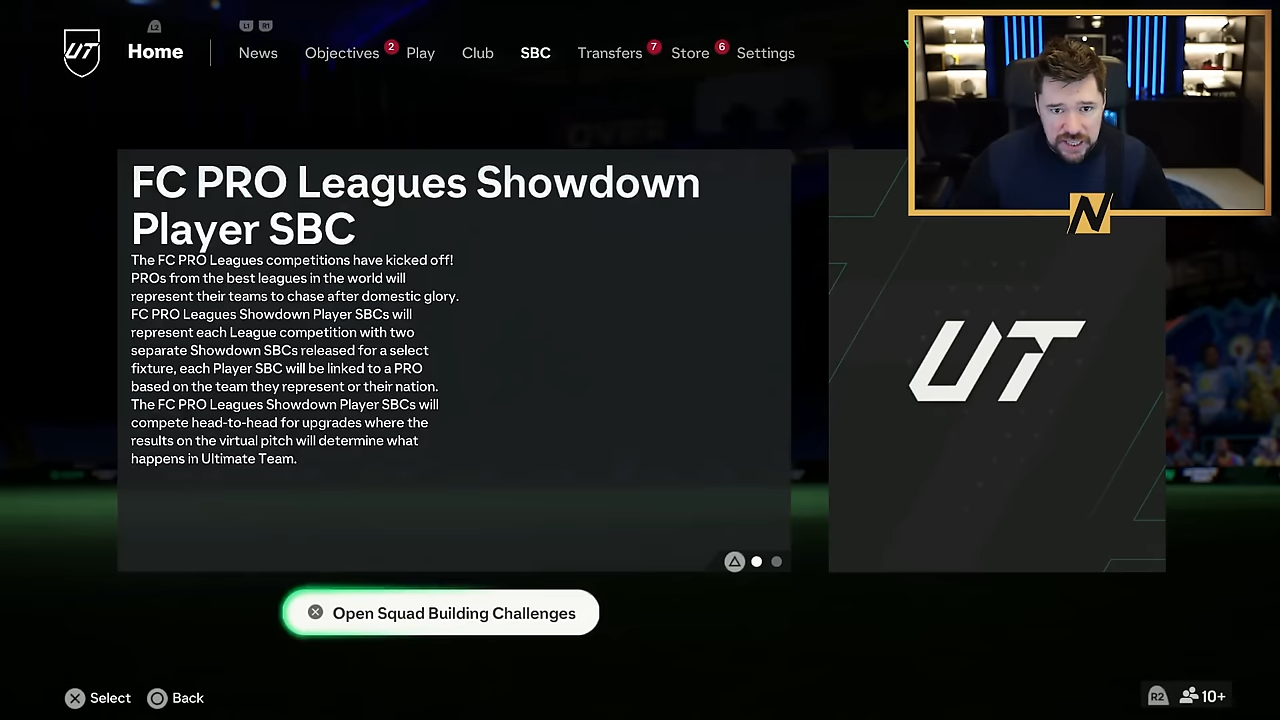 L2
L1 R1
UT
Home
News
Objectives 2
Play
Club
SBC
Transfers 7
Store 6
Settings
FC PRO Leagues Showdown
Player SBC
The FC PRO Leagues competitions have kicked off!
PROs from the best leagues in the world will
represent their teams to chase after domestic glory.
FC PRO Leagues Showdown Player SBCs will
represent each League competition with two
separate Showdown SBCs released for a select
fixture, each Player SBC will be linked to a PRO
based on the team they represent or their nation.
The FC PRO Leagues Showdown Player SBCs will
compete head-to-head for upgrades where the
results on the virtual pitch will determine what
happens in Ultimate Team.
N
UT
Open Squad Building Challenges
Select
Back
R2
10+